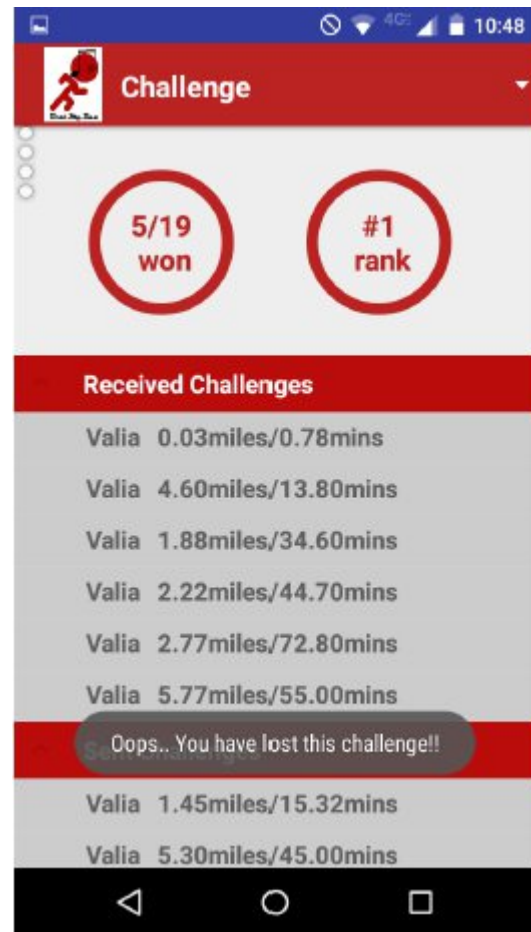 4G 10:48
Challenge
5/19
won
#1
rank
Received Challenges
Valia 0.03miles/0.78mins
Valia 4.60miles/13.80mins
Valia 1.88miles/34.60mins
Valia 2.22miles/44.70mins
Valia 2.77miles/72.80mins
Valia 5.77miles/55.00mins
Oops.. You have lost this challenge!!
Valia 1.45miles/15.32mins
Valia 5.30miles/45.00mins